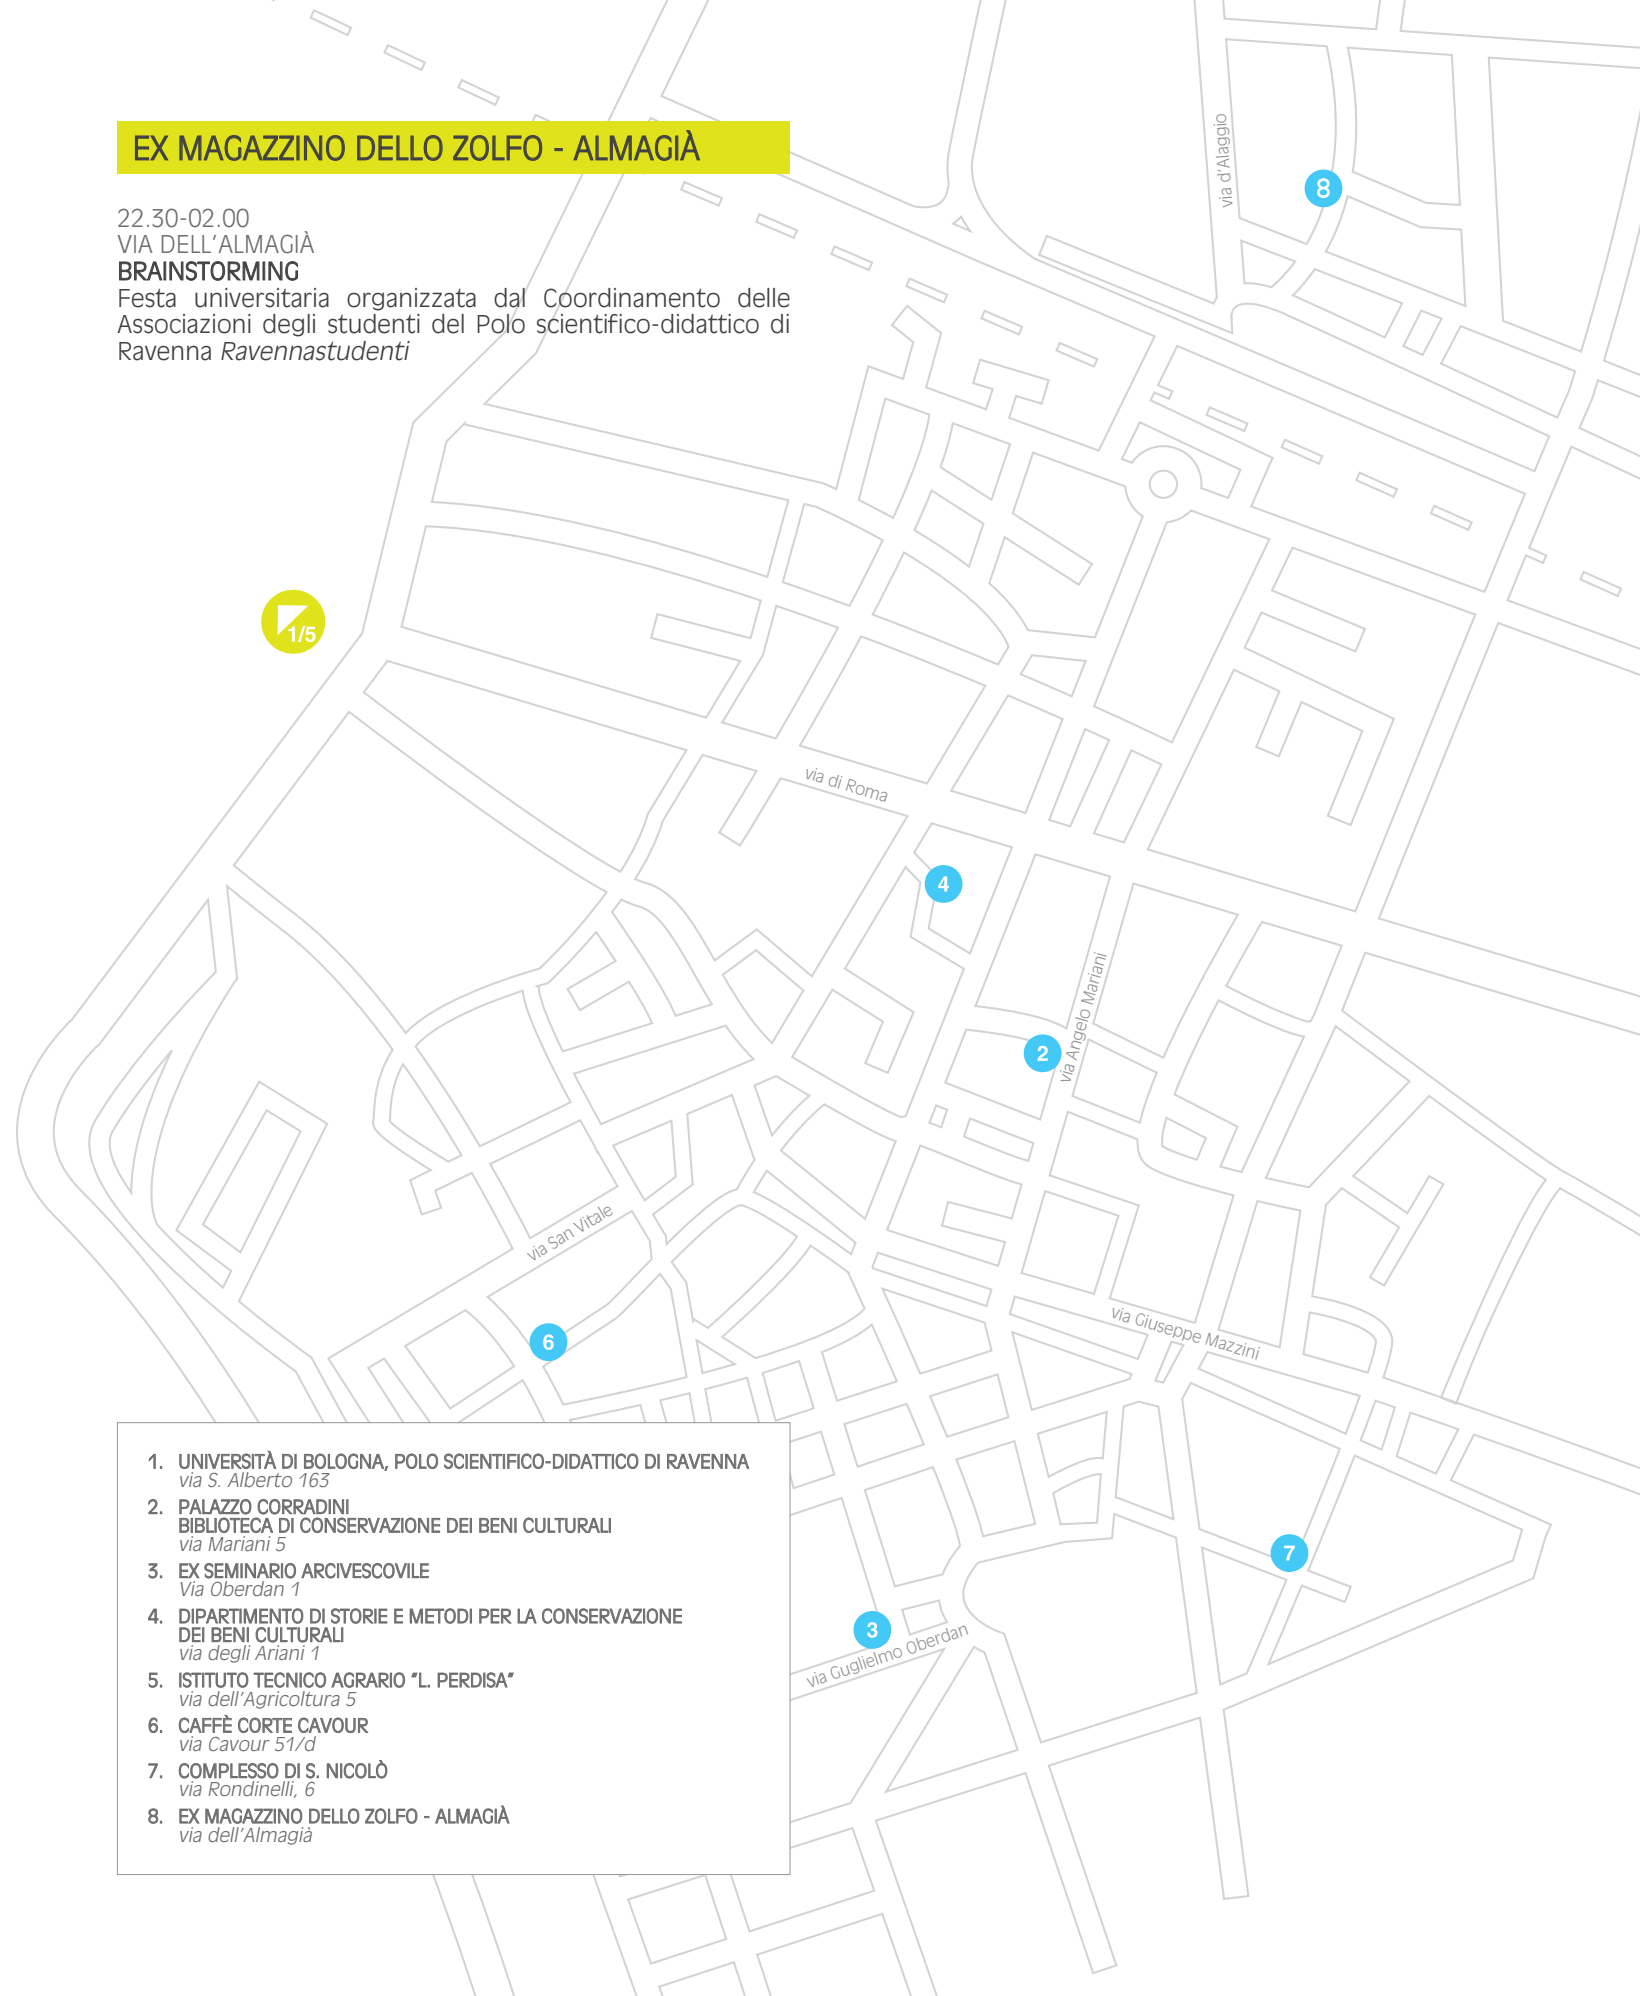 EX MAGAZZINO DELLO ZOLFO - ALMAGIÀ
22.30-02.00
VIA DELL'ALMAGIÀ
BRAINSTORMING
Festa universitaria organizzata dal Coordinamento delle
Associazioni degli studenti del Polo scientifico-didattico di
Ravenna Ravennastudenti
via d'Alaggio
8
1/5
via di Roma
4
via Angelo Mariani
2
via San Vitale
6
via Giuseppe Mazzini
7
3
via Guglielmo Oberdan
1. UNIVERSITÀ DI BOLOGNA, POLO SCIENTIFICO-DIDATTICO DI RAVENNA
via S. Alberto 163
2. PALAZZO CORRADINI
BIBLIOTECA DI CONSERVAZIONE DEI BENI CULTURALI
via Mariani 5
3. EX SEMINARIO ARCIVESCOVILE
Via Oberdan 1
4. DIPARTIMENTO DI STORIE E METODI PER LA CONSERVAZIONE
DEI BENI CULTURALI
via degli Ariani 1
5. ISTITUTO TECNICO AGRARIO "L. PERDISA"
via dell'Agricoltura 5
6. CAFFÈ CORTE CAVOUR
via Cavour 51/d
7. COMPLESSO DI S. NICOLÒ
via Rondinelli, 6
8. EX MAGAZZINO DELLO ZOLFO - ALMAGIÀ
via dell'Almagià